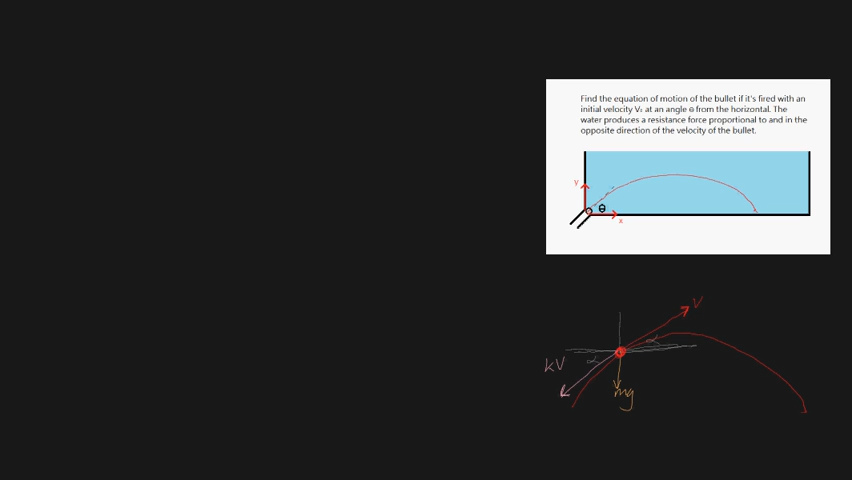 Find the equation of motion of the bullet if it's fired with an
initial velocity V₁ at an angle ɵ from the horizontal. The
water produces a resistance force proportional to and in the
opposite direction of the velocity of the bullet.
y
ɵ
x
V
α
kV
α
mg